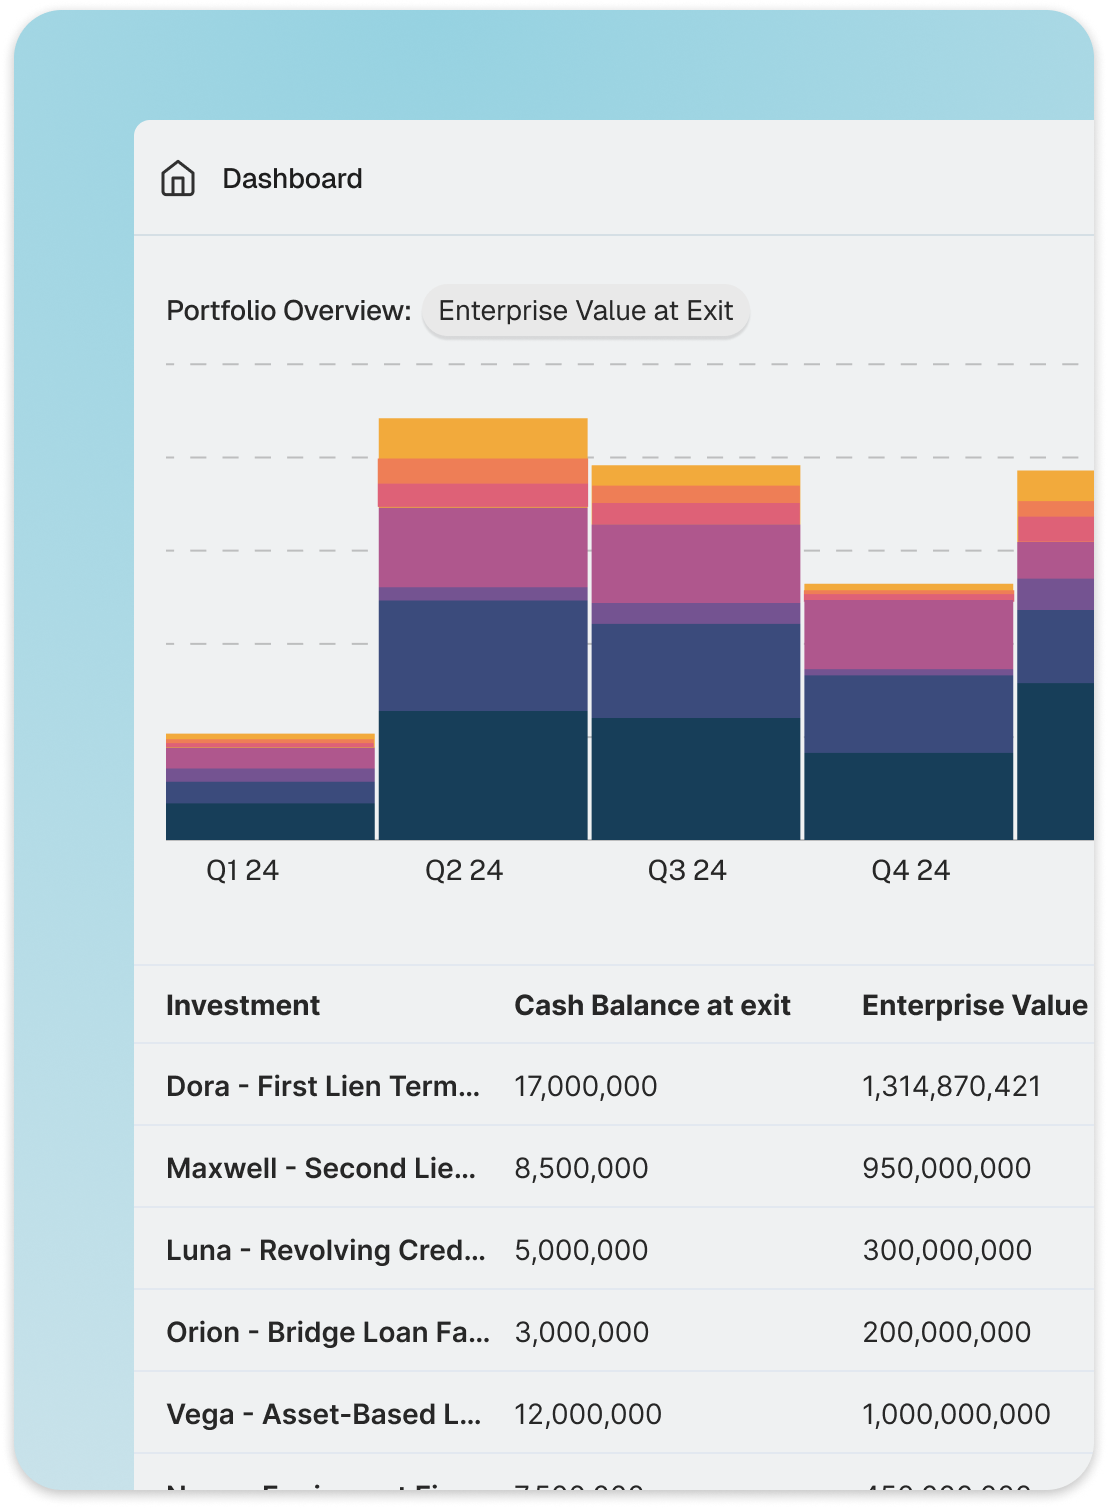 Dashboard
Portfolio Overview: Enterprise Value at Exit
Q1 24 Q2 24 Q3 24 Q4 24
Investment Cash Balance at exit Enterprise Value
Dora - First Lien Term... 17,000,000 1,314,870,421
Maxwell - Second Lie... 8,500,000 950,000,000
Luna - Revolving Cred... 5,000,000 300,000,000
Orion - Bridge Loan Fa... 3,000,000 200,000,000
Vega - Asset-Based L... 12,000,000 1,000,000,000